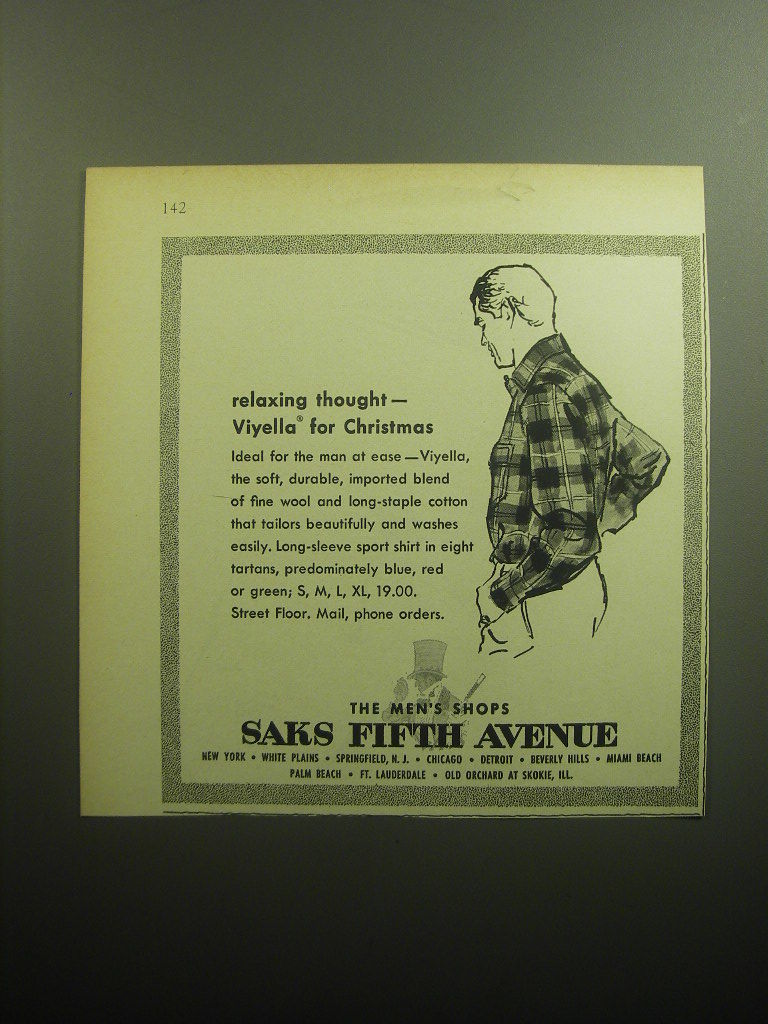 142
relaxing thought —
Viyella® for Christmas
Ideal for the man at ease — Viyella,
the soft, durable, imported blend
of fine wool and long-staple cotton
that tailors beautifully and washes
easily. Long-sleeve sport shirt in eight
tartans, predominately blue, red
or green; S, M, L, XL, 19.00.
Street Floor. Mail, phone orders.
THE MEN'S SHOPS
SAKS FIFTH AVENUE
NEW YORK • WHITE PLAINS • SPRINGFIELD, N. J. • CHICAGO • DETROIT • BEVERLY HILLS • MIAMI BEACH
PALM BEACH • FT. LAUDERDALE • OLD ORCHARD AT SKOKIE, ILL.